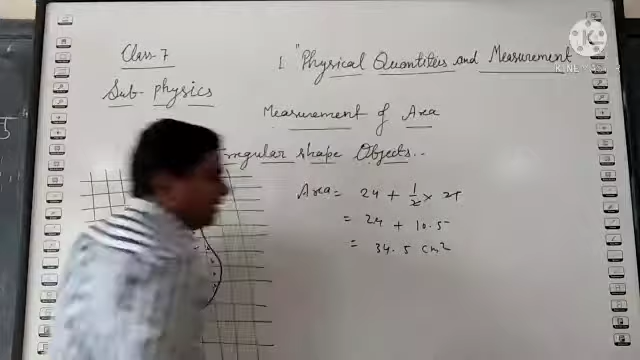 Class-7
1. "Physical Quantities and Measurement
Sub- physics
Measurement of Area
rregular shape Objects..
Area = 24 + 1/2 × 21
= 24 + 10.5
= 34.5 cm2